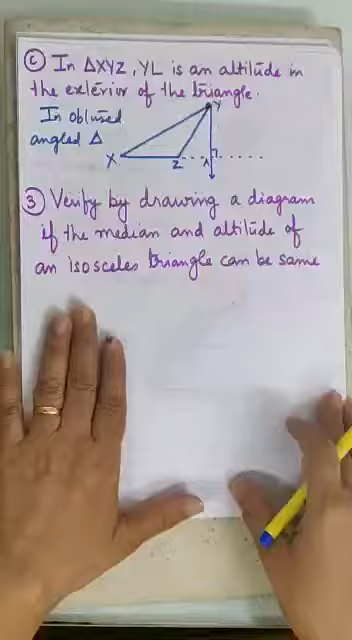 (c) In ΔXYZ, YL is an altitude in
the exterior of the triangle.
In obtused
angled Δ
Y
X Z L
(3) Verify by drawing a diagram
if the median and altitude of
an isosceles triangle can be same